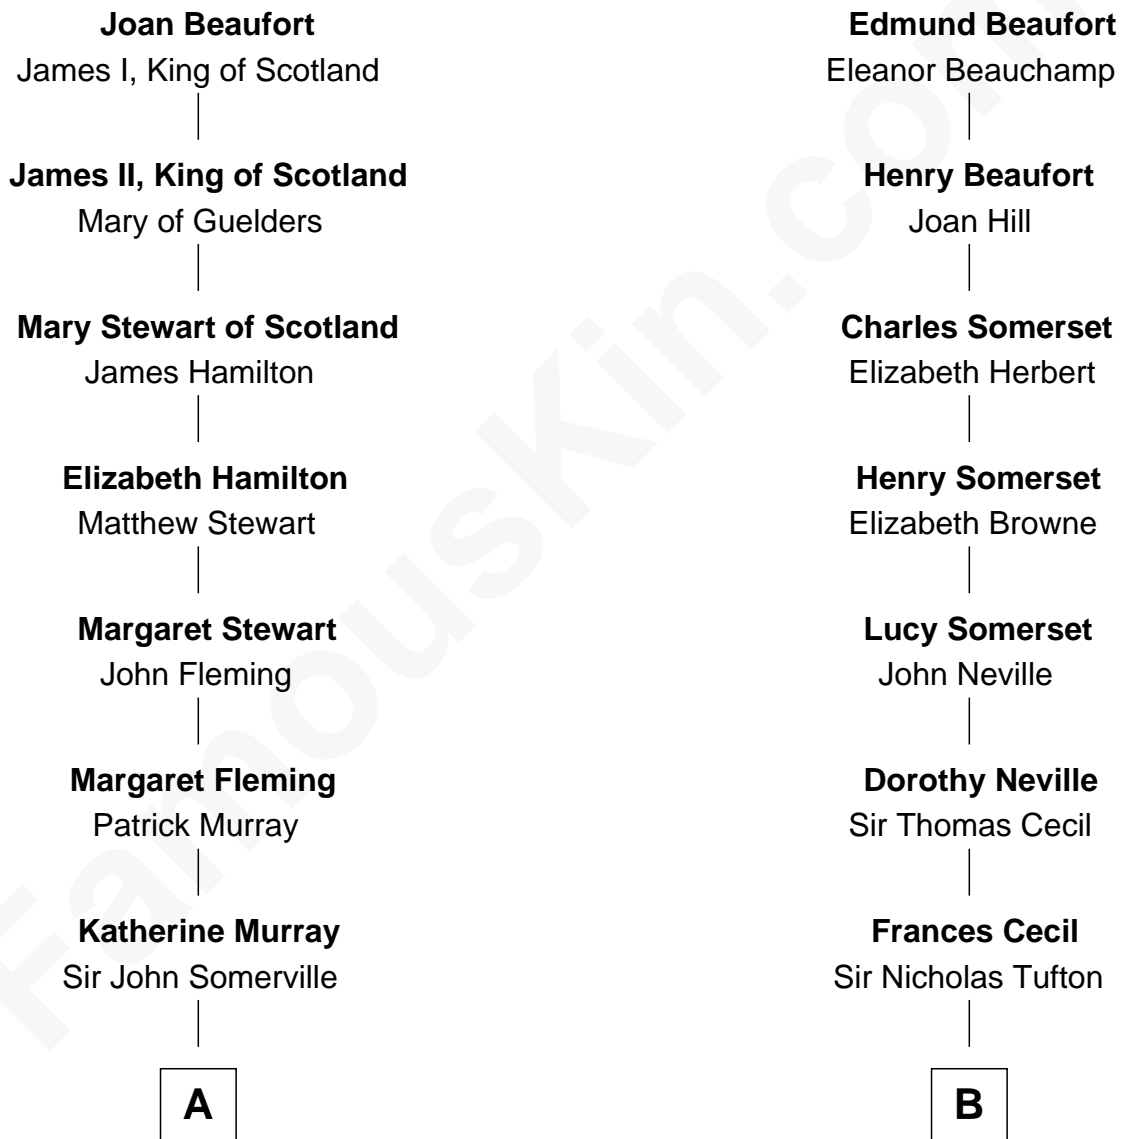 Joan Beaufort
James I, King of Scotland
James II, King of Scotland
Mary of Guelders
Mary Stewart of Scotland
James Hamilton
Elizabeth Hamilton
Matthew Stewart
Margaret Stewart
John Fleming
Margaret Fleming
Patrick Murray
Katherine Murray
Sir John Somerville
A
Edmund Beaufort
Eleanor Beauchamp
Henry Beaufort
Joan Hill
Charles Somerset
Elizabeth Herbert
Henry Somerset
Elizabeth Browne
Lucy Somerset
John Neville
Dorothy Neville
Sir Thomas Cecil
Frances Cecil
Sir Nicholas Tufton
B
FamousKin.com